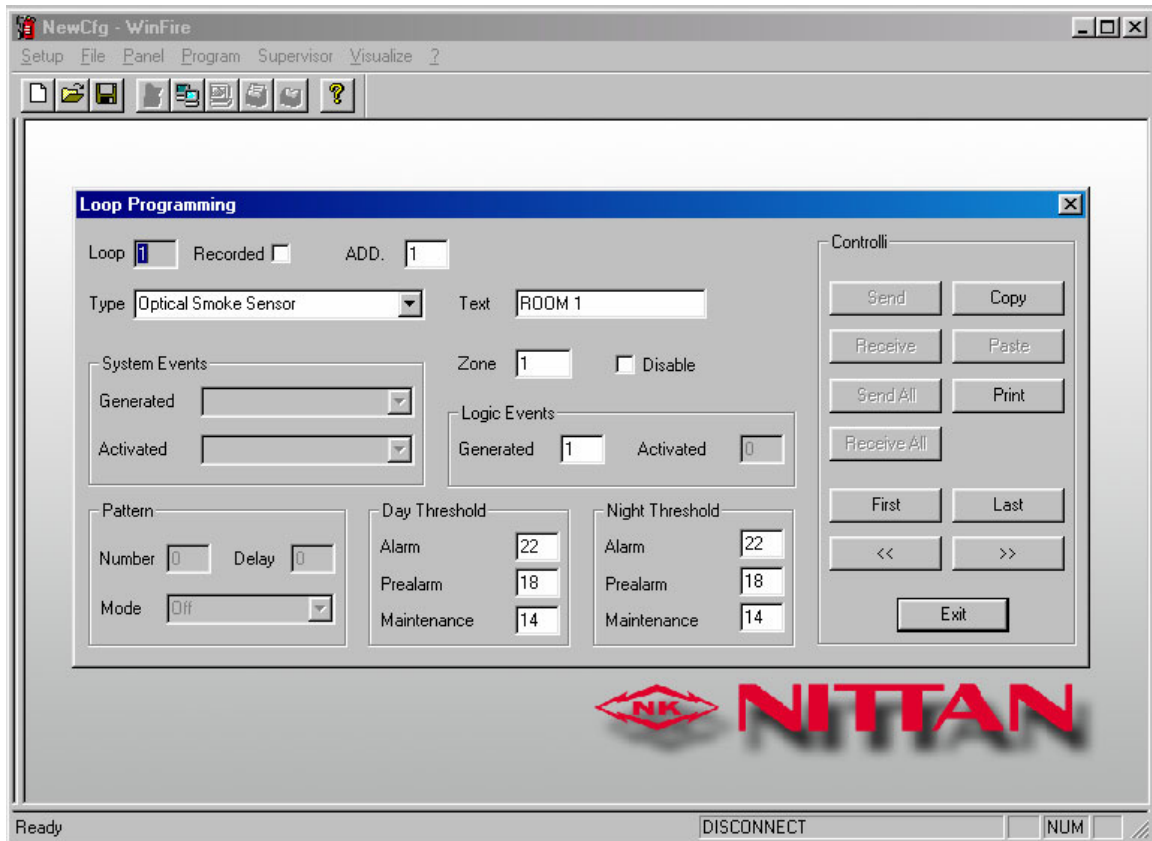 NewCfg - WinFire
Setup File Panel Program Supervisor Visualize ?
Loop Programming
Loop 1 Recorded ADD. 1
Type Optical Smoke Sensor Text ROOM 1
Zone 1 Disable
System Events
Generated
Activated
Logic Events
Generated 1 Activated 0
Pattern
Number 0 Delay 0
Mode Off
Day Threshold
Alarm 22
Prealarm 18
Maintenance 14
Night Threshold
Alarm 22
Prealarm 18
Maintenance 14
Controlli
Send Copy
Receive Paste
Send All Print
Receive All
First Last
<< >>
Exit
NK NITTAN
Ready DISCONNECT NUM